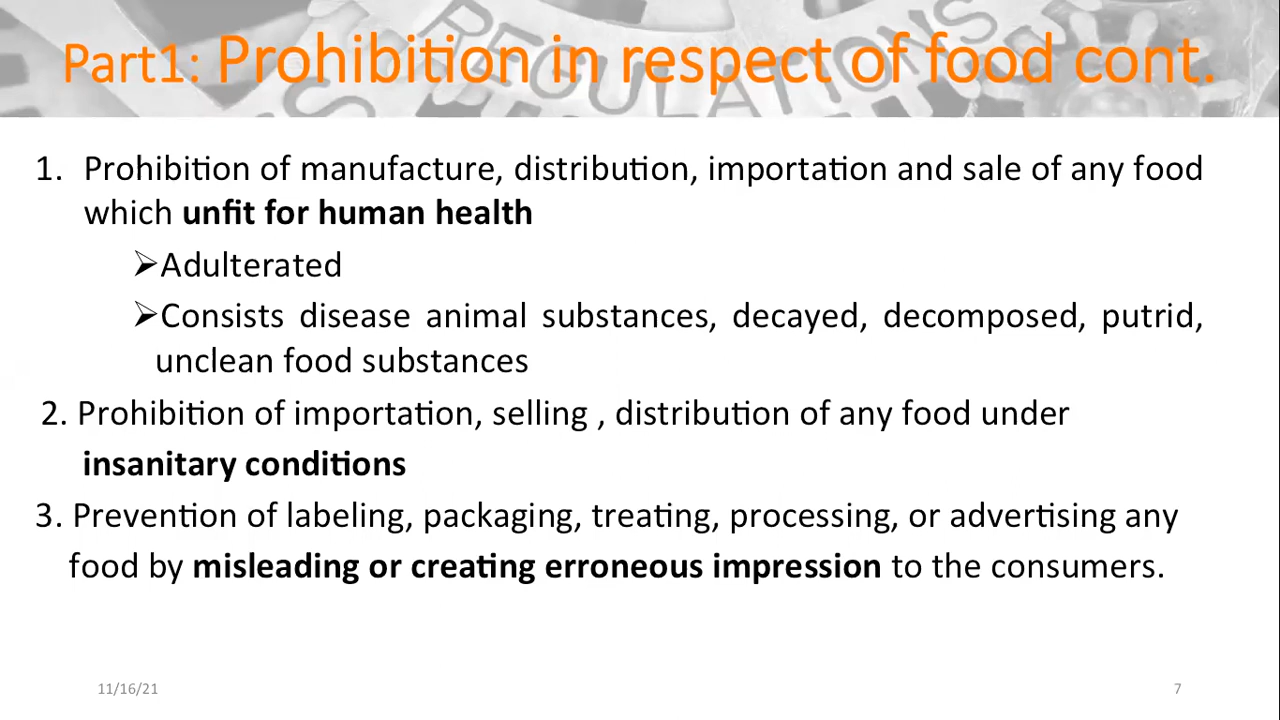 Part1: Prohibition in respect of food cont.
REGULATIONS
1. Prohibition of manufacture, distribution, importation and sale of any food
which unfit for human health
➢Adulterated
➢Consists disease animal substances, decayed, decomposed, putrid,
unclean food substances
2. Prohibition of importation, selling , distribution of any food under
insanitary conditions
3. Prevention of labeling, packaging, treating, processing, or advertising any
food by misleading or creating erroneous impression to the consumers.
11/16/21
7